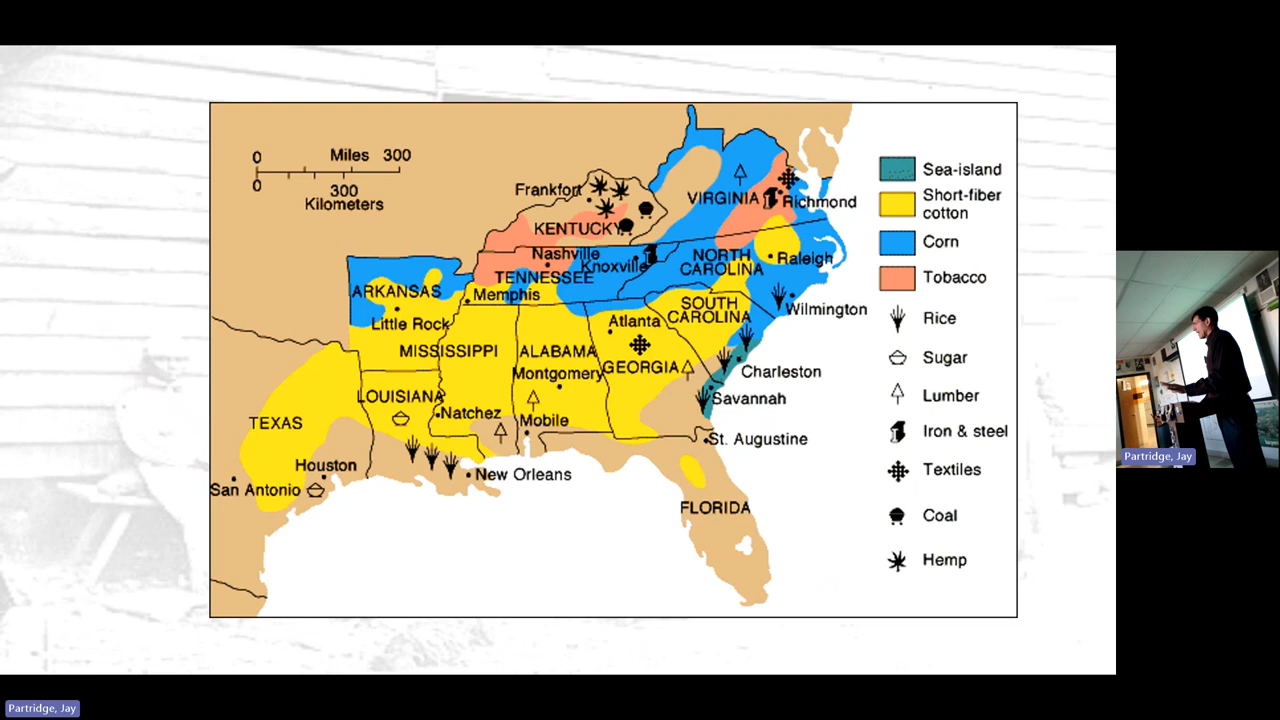 0 Miles 300
0 300
Kilometers
Frankfort
KENTUCKY
VIRGINIA
Richmond
Nashville
Knoxville
TENNESSEE
NORTH
CAROLINA
Raleigh
ARKANSAS
Memphis
Little Rock
SOUTH
CAROLINA
Wilmington
Atlanta
MISSISSIPPI
ALABAMA
GEORGIA
Montgomery
Charleston
LOUISIANA
Savannah
Natchez
Mobile
TEXAS
St. Augustine
Houston
New Orleans
San Antonio
FLORIDA
Sea-island
Short-fiber
cotton
Corn
Tobacco
Rice
Sugar
Lumber
Iron & steel
Textiles
Coal
Hemp
Partridge, Jay
Partridge, Jay